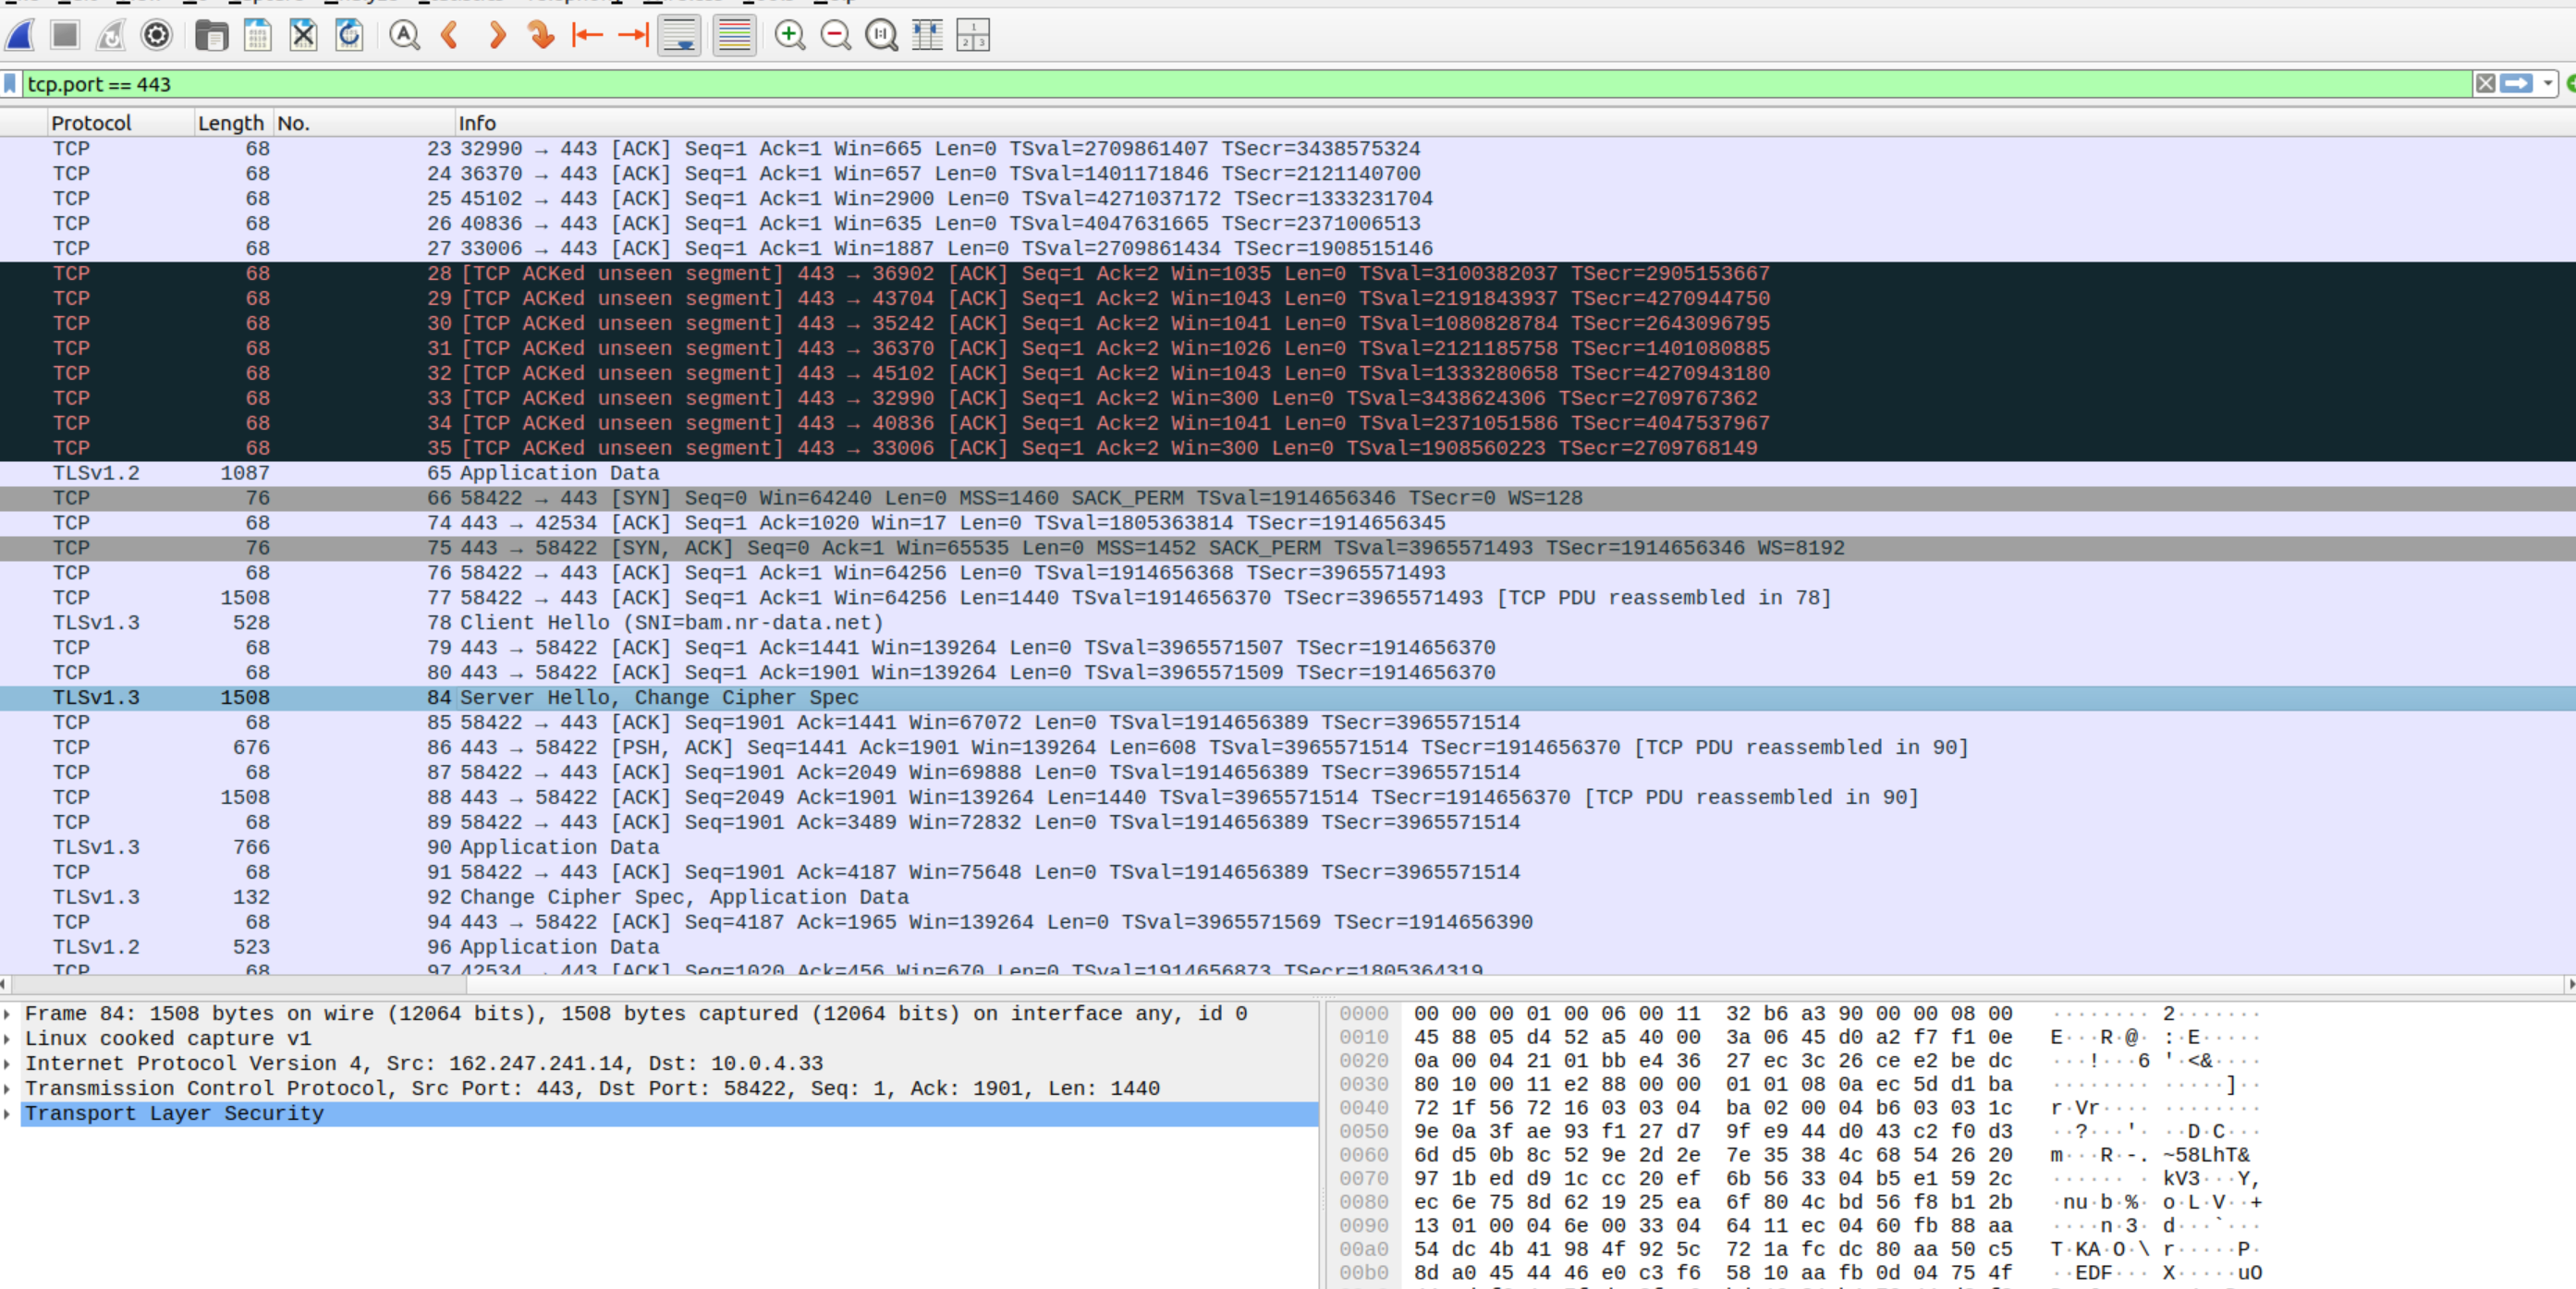 tcp.port == 443
Protocol Length No. Info
TCP 68 23 32990 → 443 [ACK] Seq=1 Ack=1 Win=665 Len=0 TSval=2709861407 TSecr=3438575324
TCP 68 24 36370 → 443 [ACK] Seq=1 Ack=1 Win=657 Len=0 TSval=1401171846 TSecr=2121140700
TCP 68 25 45102 → 443 [ACK] Seq=1 Ack=1 Win=2900 Len=0 TSval=4271037172 TSecr=1333231704
TCP 68 26 40836 → 443 [ACK] Seq=1 Ack=1 Win=635 Len=0 TSval=4047631665 TSecr=2371006513
TCP 68 27 33006 → 443 [ACK] Seq=1 Ack=1 Win=1887 Len=0 TSval=2709861434 TSecr=1908515146
TCP 68 28 [TCP ACKed unseen segment] 443 → 36902 [ACK] Seq=1 Ack=2 Win=1035 Len=0 TSval=3100382037 TSecr=2905153667
TCP 68 29 [TCP ACKed unseen segment] 443 → 43704 [ACK] Seq=1 Ack=2 Win=1043 Len=0 TSval=2191843937 TSecr=4270944750
TCP 68 30 [TCP ACKed unseen segment] 443 → 35242 [ACK] Seq=1 Ack=2 Win=1041 Len=0 TSval=1080828784 TSecr=2643096795
TCP 68 31 [TCP ACKed unseen segment] 443 → 36370 [ACK] Seq=1 Ack=2 Win=1026 Len=0 TSval=2121185758 TSecr=1401080885
TCP 68 32 [TCP ACKed unseen segment] 443 → 45102 [ACK] Seq=1 Ack=2 Win=1043 Len=0 TSval=1333280658 TSecr=4270943180
TCP 68 33 [TCP ACKed unseen segment] 443 → 32990 [ACK] Seq=1 Ack=2 Win=300 Len=0 TSval=3438624306 TSecr=2709767362
TCP 68 34 [TCP ACKed unseen segment] 443 → 40836 [ACK] Seq=1 Ack=2 Win=1041 Len=0 TSval=2371051586 TSecr=4047537967
TCP 68 35 [TCP ACKed unseen segment] 443 → 33006 [ACK] Seq=1 Ack=2 Win=300 Len=0 TSval=1908560223 TSecr=2709768149
TLSv1.2 1087 65 Application Data
TCP 76 66 58422 → 443 [SYN] Seq=0 Win=64240 Len=0 MSS=1460 SACK_PERM TSval=1914656346 TSecr=0 WS=128
TCP 68 74 443 → 42534 [ACK] Seq=1 Ack=1020 Win=17 Len=0 TSval=1805363814 TSecr=1914656345
TCP 76 75 443 → 58422 [SYN, ACK] Seq=0 Ack=1 Win=65535 Len=0 MSS=1452 SACK_PERM TSval=3965571493 TSecr=1914656346 WS=8192
TCP 68 76 58422 → 443 [ACK] Seq=1 Ack=1 Win=64256 Len=0 TSval=1914656368 TSecr=3965571493
TCP 1508 77 58422 → 443 [ACK] Seq=1 Ack=1 Win=64256 Len=1440 TSval=1914656370 TSecr=3965571493 [TCP PDU reassembled in 78]
TLSv1.3 528 78 Client Hello (SNI=bam.nr-data.net)
TCP 68 79 443 → 58422 [ACK] Seq=1 Ack=1441 Win=139264 Len=0 TSval=3965571507 TSecr=1914656370
TCP 68 80 443 → 58422 [ACK] Seq=1 Ack=1901 Win=139264 Len=0 TSval=3965571509 TSecr=1914656370
TLSv1.3 1508 84 Server Hello, Change Cipher Spec
TCP 68 85 58422 → 443 [ACK] Seq=1901 Ack=1441 Win=67072 Len=0 TSval=1914656389 TSecr=3965571514
TCP 676 86 443 → 58422 [PSH, ACK] Seq=1441 Ack=1901 Win=139264 Len=608 TSval=3965571514 TSecr=1914656370 [TCP PDU reassembled in 90]
TCP 68 87 58422 → 443 [ACK] Seq=1901 Ack=2049 Win=69888 Len=0 TSval=1914656389 TSecr=3965571514
TCP 1508 88 443 → 58422 [ACK] Seq=2049 Ack=1901 Win=139264 Len=1440 TSval=3965571514 TSecr=1914656370 [TCP PDU reassembled in 90]
TCP 68 89 58422 → 443 [ACK] Seq=1901 Ack=3489 Win=72832 Len=0 TSval=1914656389 TSecr=3965571514
TLSv1.3 766 90 Application Data
TCP 68 91 58422 → 443 [ACK] Seq=1901 Ack=4187 Win=75648 Len=0 TSval=1914656389 TSecr=3965571514
TLSv1.3 132 92 Change Cipher Spec, Application Data
TCP 68 94 443 → 58422 [ACK] Seq=4187 Ack=1965 Win=139264 Len=0 TSval=3965571569 TSecr=1914656390
TLSv1.2 523 96 Application Data
TCP 68 97 42534 → 443 [ACK] Seq=1020 Ack=456 Win=670 Len=0 TSval=1914656873 TSecr=1805364319
Frame 84: 1508 bytes on wire (12064 bits), 1508 bytes captured (12064 bits) on interface any, id 0
Linux cooked capture v1
Internet Protocol Version 4, Src: 162.247.241.14, Dst: 10.0.4.33
Transmission Control Protocol, Src Port: 443, Dst Port: 58422, Seq: 1, Ack: 1901, Len: 1440
Transport Layer Security
0000 00 00 00 01 00 06 00 11 32 b6 a3 90 00 00 08 00 ········ 2·······
0010 45 88 05 d4 52 a5 40 00 3a 06 45 d0 a2 f7 f1 0e E···R·@· :·E·····
0020 0a 00 04 21 01 bb e4 36 27 ec 3c 26 ce e2 be dc ···!···6 '·<&····
0030 80 10 00 11 e2 88 00 00 01 01 08 0a ec 5d d1 ba ········ ·····]··
0040 72 1f 56 72 16 03 03 04 ba 02 00 04 b6 03 03 1c r·Vr···· ········
0050 9e 0a 3f ae 93 f1 27 d7 9f e9 44 d0 43 c2 f0 d3 ··?···'· ··D·C···
0060 6d d5 0b 8c 52 9e 2d 2e 7e 35 38 4c 68 54 26 20 m···R·-. ~58LhT&
0070 97 1b ed d9 1c cc 20 ef 6b 56 33 04 b5 e1 59 2c ······ · kV3···Y,
0080 ec 6e 75 8d 62 19 25 ea 6f 80 4c bd 56 f8 b1 2b ·nu·b·%· o·L·V··+
0090 13 01 00 04 6e 00 33 04 64 11 ec 04 60 fb 88 aa ····n·3· d···`···
00a0 54 dc 4b 41 98 4f 92 5c 72 1a fc dc 80 aa 50 c5 T·KA·O·\ r·····P·
00b0 8d a0 45 44 46 e0 c3 f6 58 10 aa fb 0d 04 75 4f ··EDF··· X·····uO